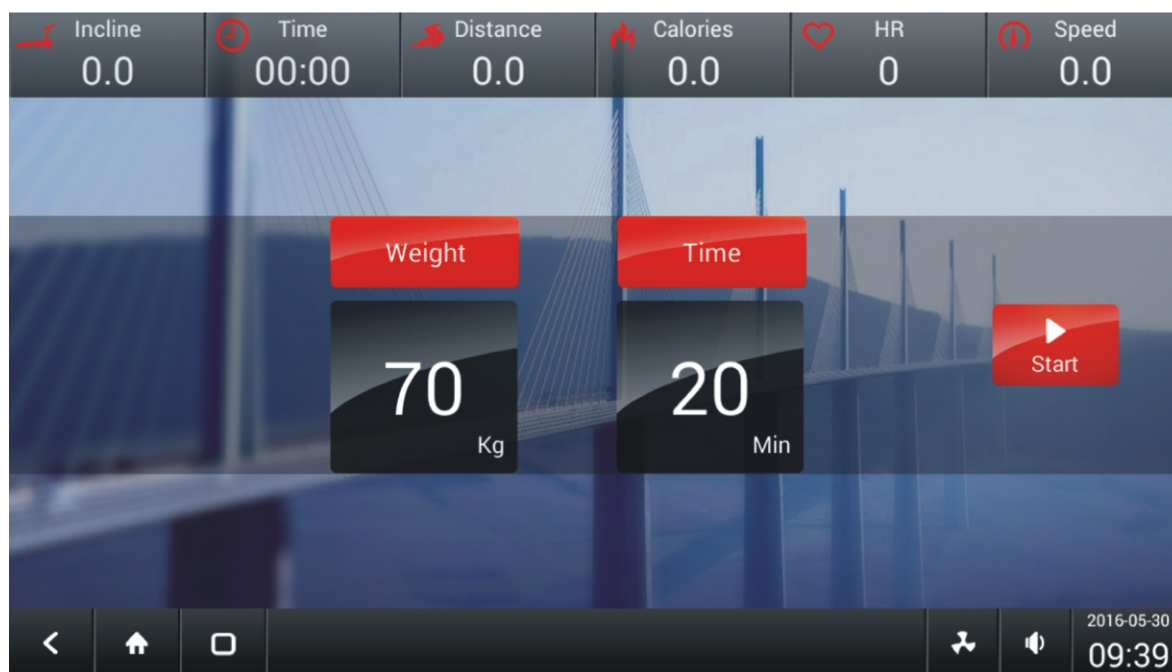 Incline Time Distance Calories HR Speed
0.0 00:00 0.0 0.0 0 0.0
Weight Time
70 20
Start
Kg Min
2016-05-30
09:39